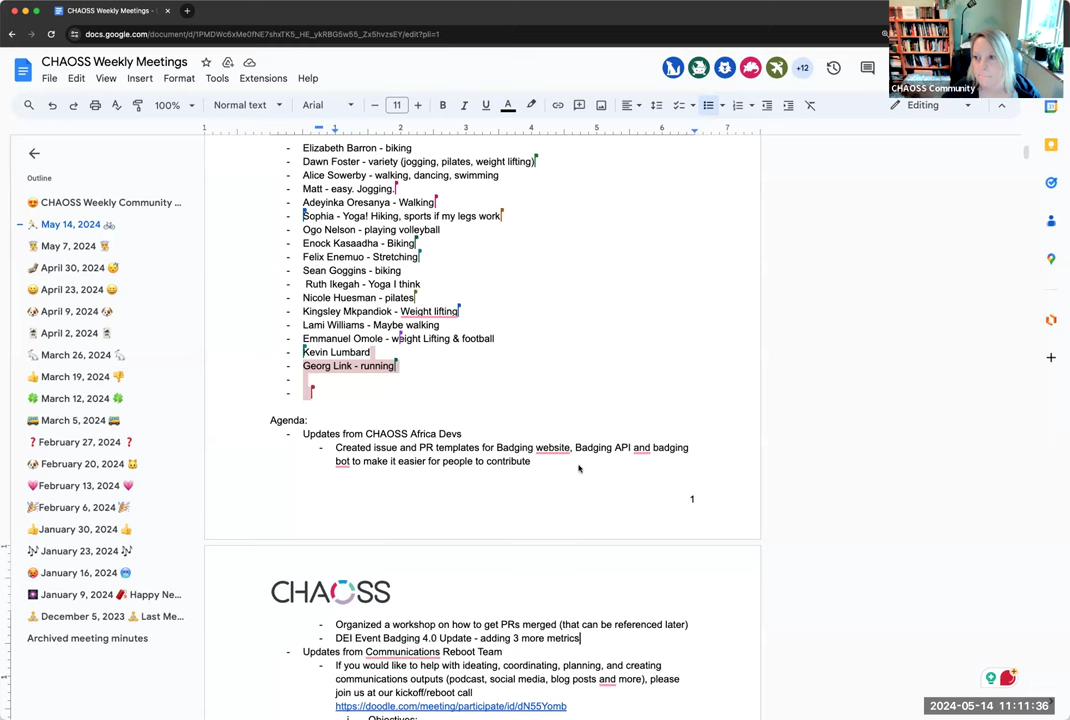 CHAOSS Weekly Meetings -
docs.google.com/document/d/1PMDWc6xMe0fNE7shxTK5_HE_ykRBG5w55_Zx5hvzsEY/edit?pli=1
CHAOSS Weekly Meetings
File Edit View Insert Format Tools Extensions Help
+12
CHAOSS Community
100% Normal text Arial 11 B I U A Editing
1 1 2 3 4 5 6 7
Outline
CHAOSS Weekly Community ...
May 14, 2024
May 7, 2024
April 30, 2024
April 23, 2024
April 9, 2024
April 2, 2024
March 26, 2024
March 19, 2024
March 12, 2024
March 5, 2024
❓ February 27, 2024 ❓
February 20, 2024
February 13, 2024
February 6, 2024
January 30, 2024
January 23, 2024
January 16, 2024
January 9, 2024 Happy Ne...
December 5, 2023 Last Me...
Archived meeting minutes
- Elizabeth Barron - biking
- Dawn Foster - variety (jogging, pilates, weight lifting)
- Alice Sowerby - walking, dancing, swimming
- Matt - easy. Jogging.
- Adeyinka Oresanya - Walking
- Sophia - Yoga! Hiking, sports if my legs work
- Ogo Nelson - playing volleyball
- Enock Kasaadha - Biking
- Felix Enemuo - Stretching
- Sean Goggins - biking
- Ruth Ikegah - Yoga I think
- Nicole Huesman - pilates
- Kingsley Mkpandiok - Weight lifting
- Lami Williams - Maybe walking
- Emmanuel Omole - weight Lifting & football
- Kevin Lumbard
- Georg Link - running
-
-
Agenda:
- Updates from CHAOSS Africa Devs
- Created issue and PR templates for Badging website, Badging API and badging
bot to make it easier for people to contribute
1
CHAOSS
- Organized a workshop on how to get PRs merged (that can be referenced later)
- DEI Event Badging 4.0 Update - adding 3 more metrics
- Updates from Communications Reboot Team
- If you would like to help with ideating, coordinating, planning, and creating
communications outputs (podcast, social media, blog posts and more), please
join us at our kickoff/reboot call
https://doodle.com/meeting/participate/id/dN55Yomb
i. Objectives:
2024-05-14 11:11:36